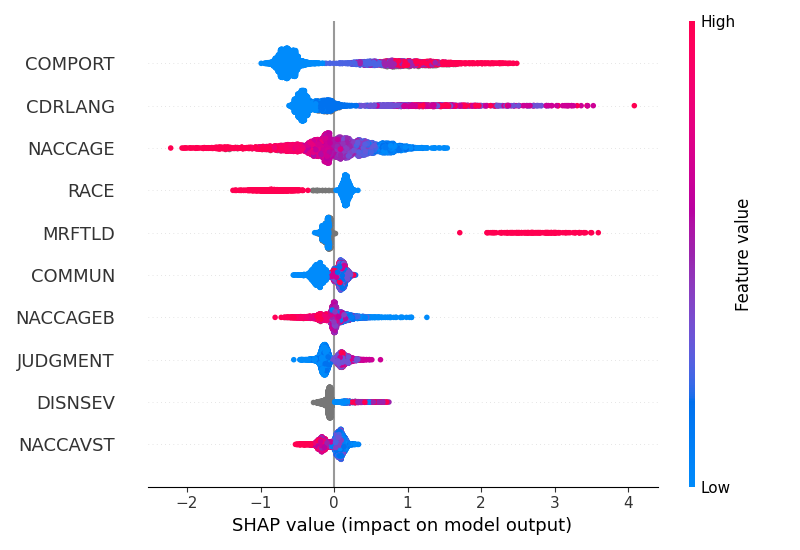 High
COMPORT
CDRLANG
NACCAGE
RACE
MRFTLD
COMMUN
NACCAGEB
JUDGMENT
DISNSEV
NACCAVST
Feature value
Low
−2 −1 0 1 2 3 4
SHAP value (impact on model output)